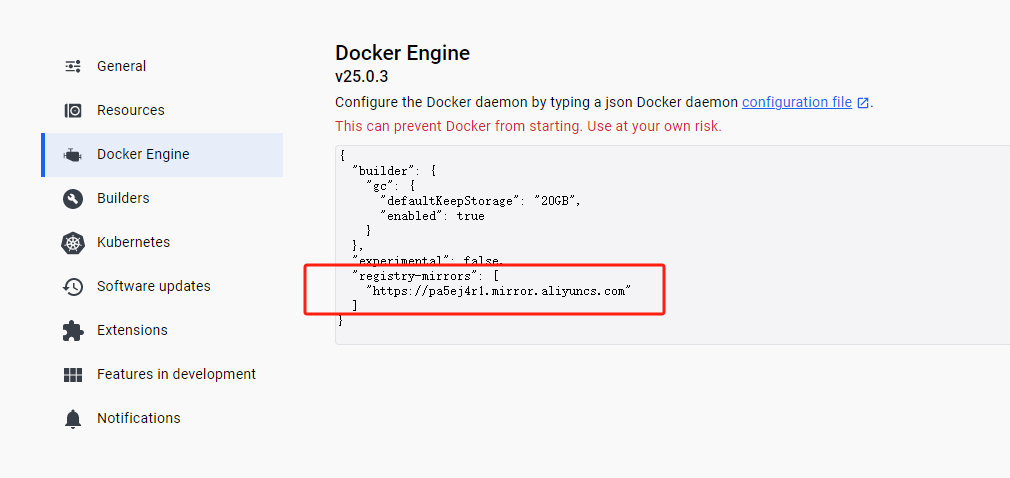 General
Resources
Docker Engine
Builders
Kubernetes
Software updates
Extensions
Features in development
Notifications
Docker Engine
v25.0.3
Configure the Docker daemon by typing a json Docker daemon configuration file .
This can prevent Docker from starting. Use at your own risk.
{
  "builder": {
    "gc": {
      "defaultKeepStorage": "20GB",
      "enabled": true
    }
  },
  "experimental": false,
  "registry-mirrors": [
    "https://pa5ej4r1.mirror.aliyuncs.com"
  ]
}